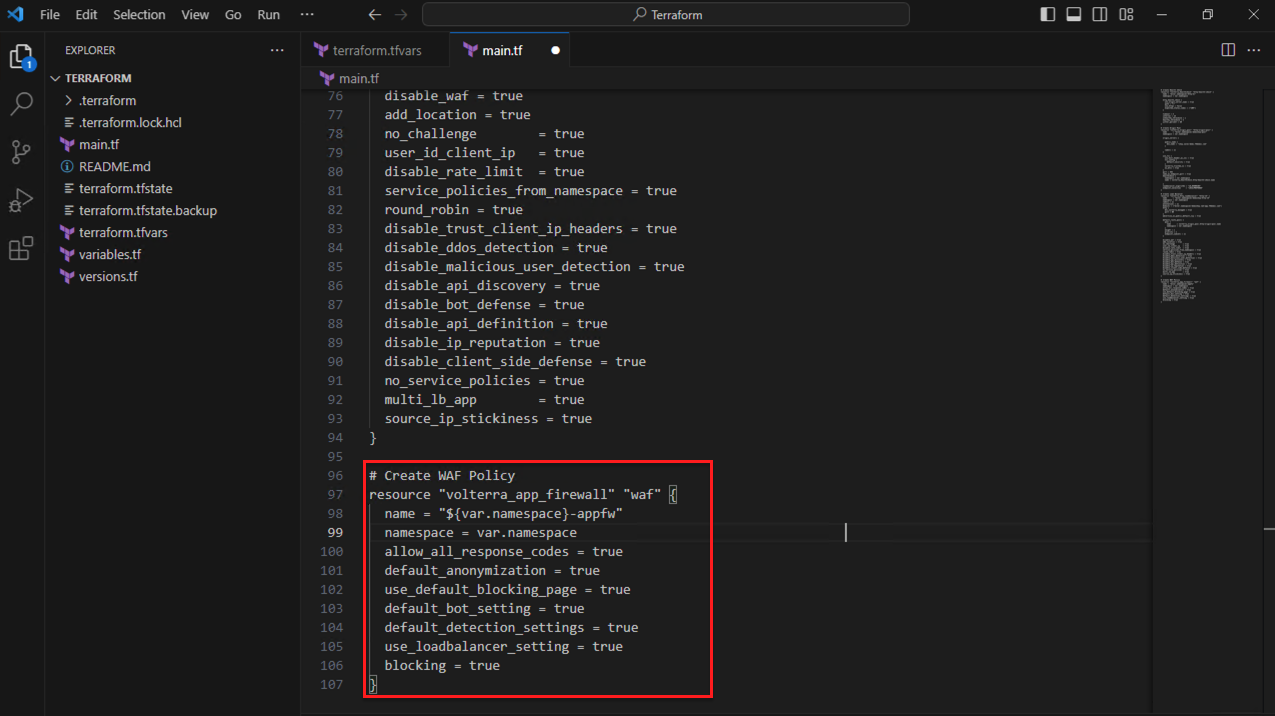 File Edit Selection View Go Run ··· Terraform
EXPLORER ···
TERRAFORM
.terraform
.terraform.lock.hcl
main.tf
README.md
terraform.tfstate
terraform.tfstate.backup
terraform.tfvars
variables.tf
versions.tf
1
terraform.tfvars main.tf
main.tf
76 disable_waf = true
77 add_location = true
78 no_challenge        = true
79 user_id_client_ip   = true
80 disable_rate_limit  = true
81 service_policies_from_namespace = true
82 round_robin = true
83 disable_trust_client_ip_headers = true
84 disable_ddos_detection = true
85 disable_malicious_user_detection = true
86 disable_api_discovery = true
87 disable_bot_defense = true
88 disable_api_definition = true
89 disable_ip_reputation = true
90 disable_client_side_defense = true
91 no_service_policies = true
92 multi_lb_app        = true
93 source_ip_stickiness = true
94 }
95
96 # Create WAF Policy
97 resource "volterra_app_firewall" "waf" {
98 name = "${var.namespace}-appfw"
99 namespace = var.namespace
100 allow_all_response_codes = true
101 default_anonymization = true
102 use_default_blocking_page = true
103 default_bot_setting = true
104 default_detection_settings = true
105 use_loadbalancer_setting = true
106 blocking = true
107 }